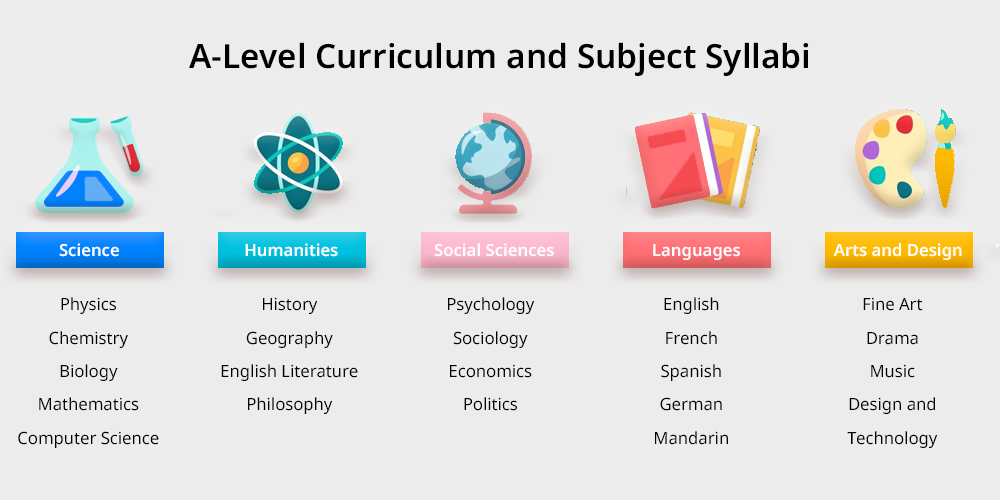 A-Level Curriculum and Subject Syllabi
Science
Physics
Chemistry
Biology
Mathematics
Computer Science
Humanities
History
Geography
English Literature
Philosophy
Social Sciences
Psychology
Sociology
Economics
Politics
Languages
English
French
Spanish
German
Mandarin
Arts and Design
Fine Art
Drama
Music
Design and
Technology